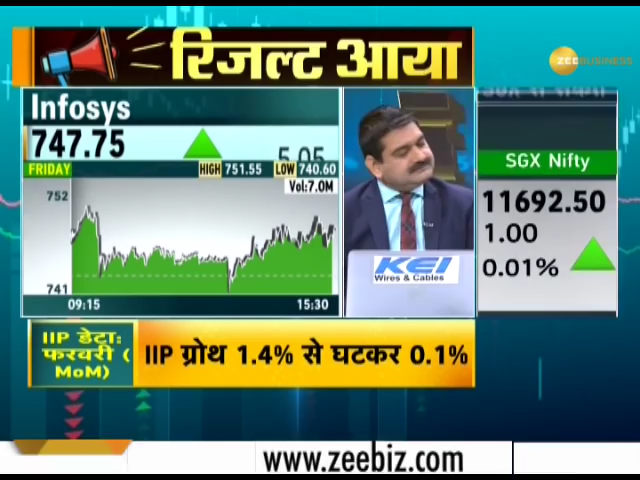 रिजल्ट आया
ZEE BUSINESS
Infosys
747.75
5.05
FRIDAY HIGH 751.55 LOW 740.60
Vol:7.0M
752
741
09:15 15:30
KEI
Wires & Cables
SGX Nifty
11692.50
1.00
0.01%
IIP डेटा:
फरवरी (
MoM)
IIP ग्रोथ 1.4% से घटकर 0.1%
www.zeebiz.com